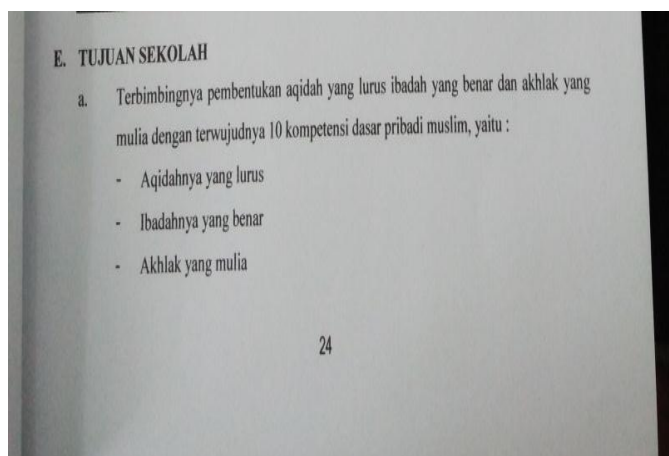 E. TUJUAN SEKOLAH
a. Terbimbingnya pembentukan aqidah yang lurus ibadah yang benar dan akhlak yang
mulia dengan terwujudnya 10 kompetensi dasar pribadi muslim, yaitu :
- Aqidahnya yang lurus
- Ibadahnya yang benar
- Akhlak yang mulia
24